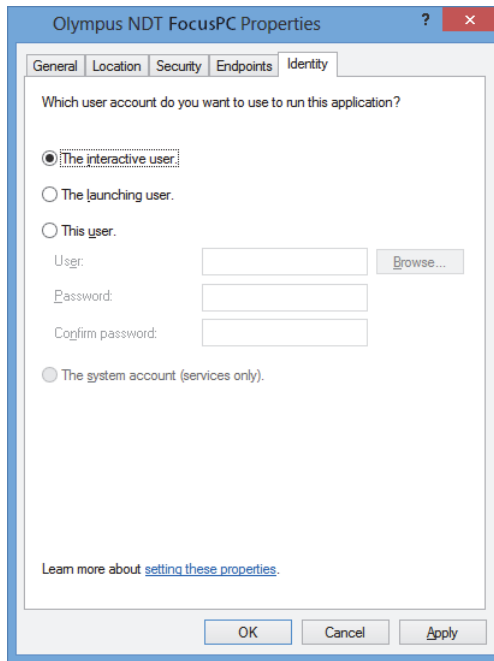 Olympus NDT FocusPC Properties
?
×
General Location Security Endpoints Identity
Which user account do you want to use to run this application?
The interactive user.
The launching user.
This user.
User:
Browse...
Password:
Confirm password:
The system account (services only).
Learn more about setting these properties.
OK Cancel Apply